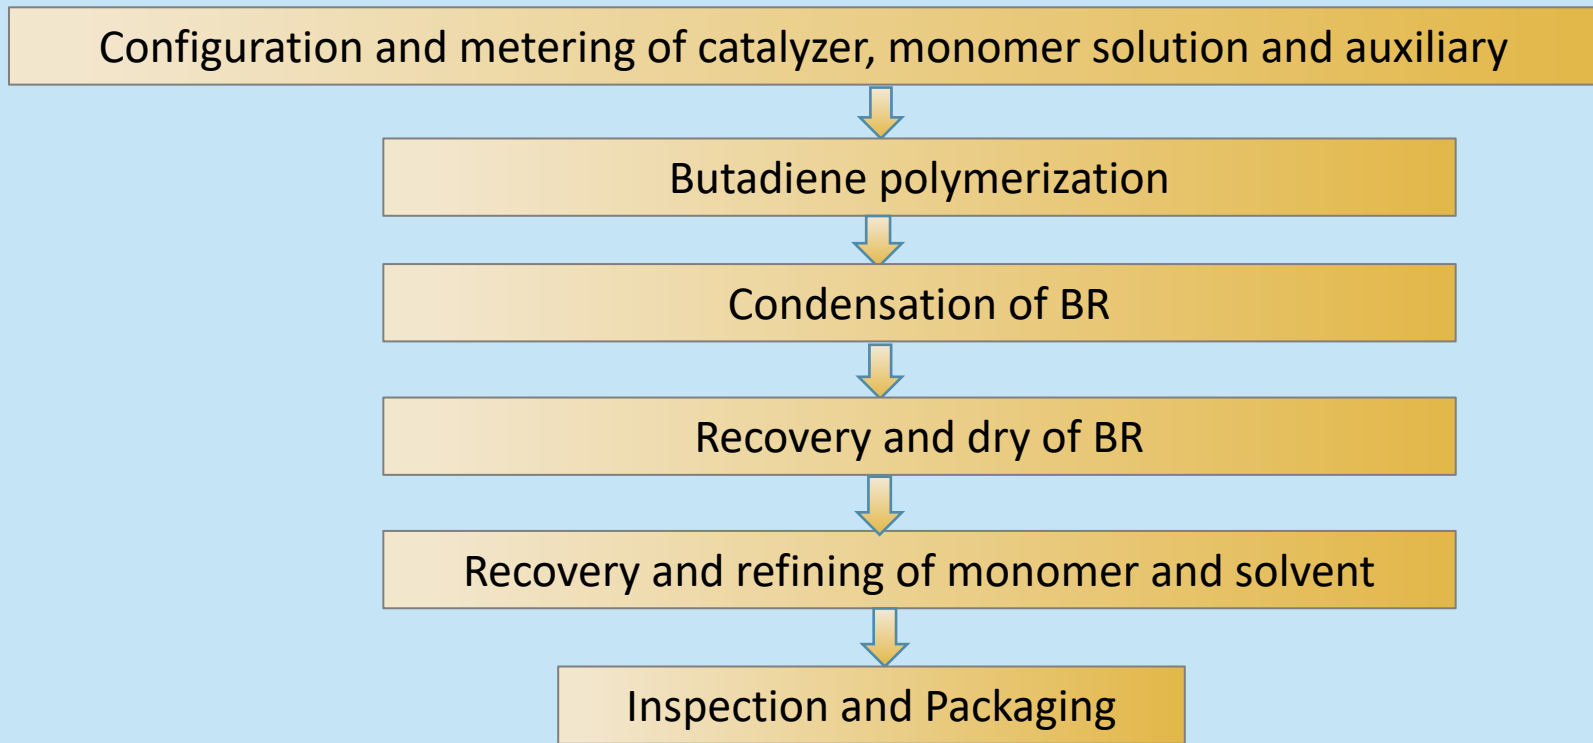 Configuration and metering of catalyzer, monomer solution and auxiliary
Butadiene polymerization
Condensation of BR
Recovery and dry of BR
Recovery and refining of monomer and solvent
Inspection and Packaging